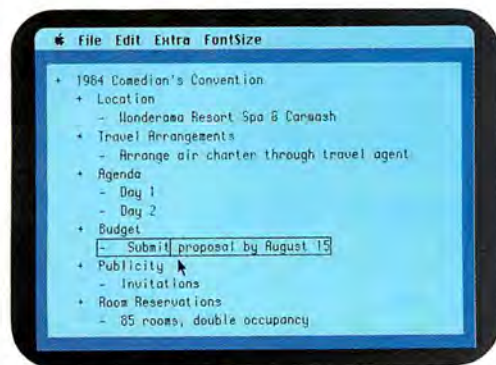 File Edit Extra FontSize
+ 1984 Comedian's Convention
+ Location
- Wonderama Resort Spa & Carwash
+ Travel Arrangements
- Arrange air charter through travel agent
+ Agenda
- Day 1
- Day 2
+ Budget
- Submit proposal by August 15
+ Publicity
- Invitations
+ Room Reservations
- 85 rooms, double occupancy